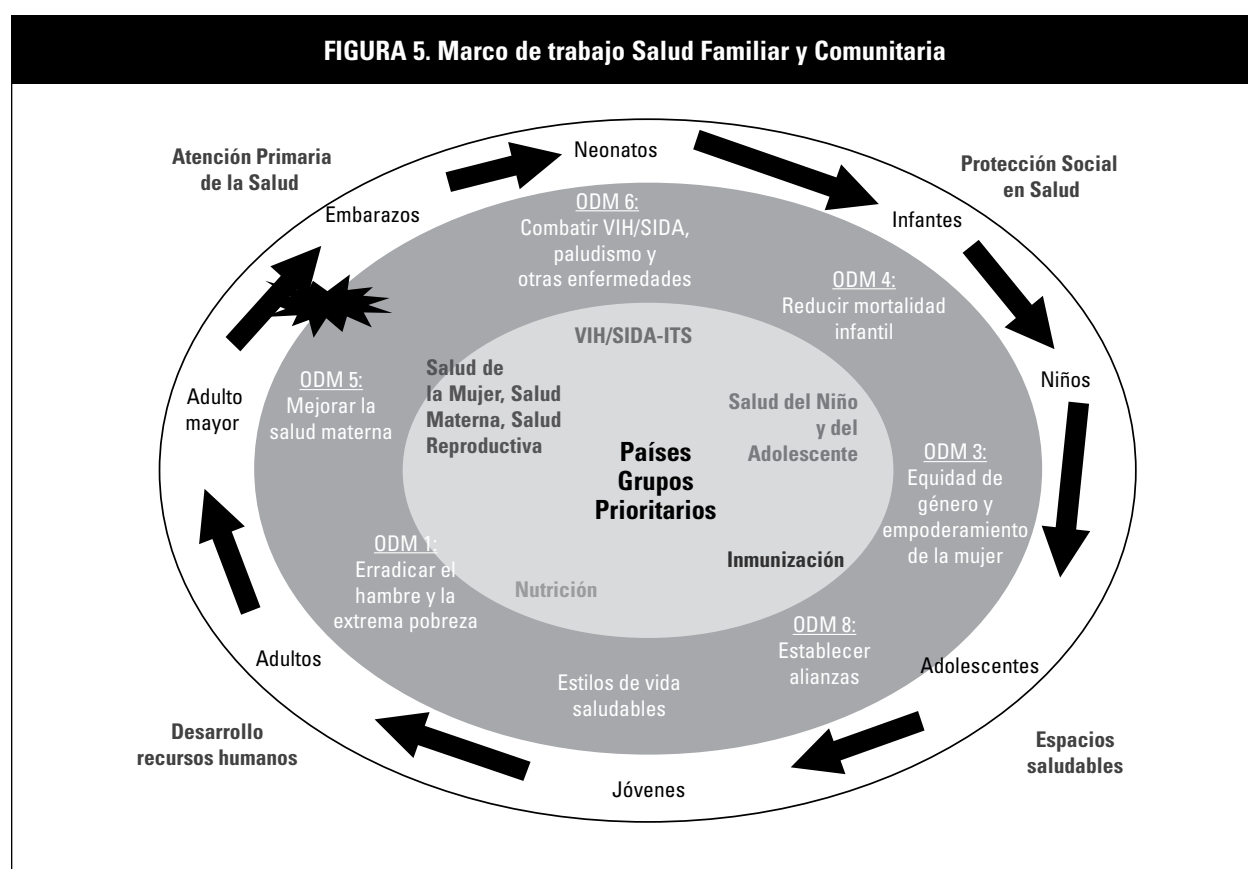 FIGURA 5. Marco de trabajo Salud Familiar y Comunitaria
Atención Primaria
de la Salud
Neonatos
Protección Social
en Salud
Embarazos
Infantes
ODM 6:
Combatir VIH/SIDA,
paludismo y
otras enfermedades
ODM 4:
Reducir mortalidad
infantil
VIH/SIDA-ITS
Salud de
la Mujer, Salud
Materna, Salud
Reproductiva
ODM 5:
Mejorar la
salud materna
Adulto
mayor
Niños
Salud del Niño
y del
Adolescente
Países
Grupos
Prioritarios
ODM 3:
Equidad de
género y
empoderamiento
de la mujer
ODM 1:
Erradicar el
hambre y la
extrema pobreza
Inmunización
Nutrición
ODM 8:
Establecer
alianzas
Adultos
Adolescentes
Estilos de vida
saludables
Desarrollo
recursos humanos
Espacios
saludables
Jóvenes